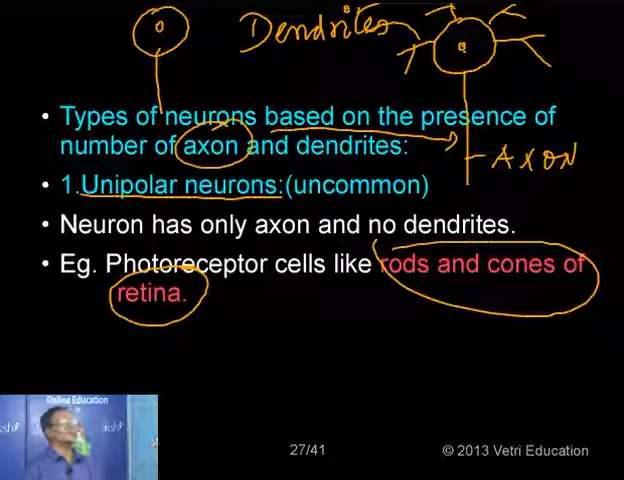 Dendrites
• Types of neurons based on the presence of
number of axon and dendrites:
AXON
• 1.Unipolar neurons:(uncommon)
• Neuron has only axon and no dendrites.
• Eg. Photoreceptor cells like rods and cones of
retina.
Online Education
27/41
© 2013 Vetri Education